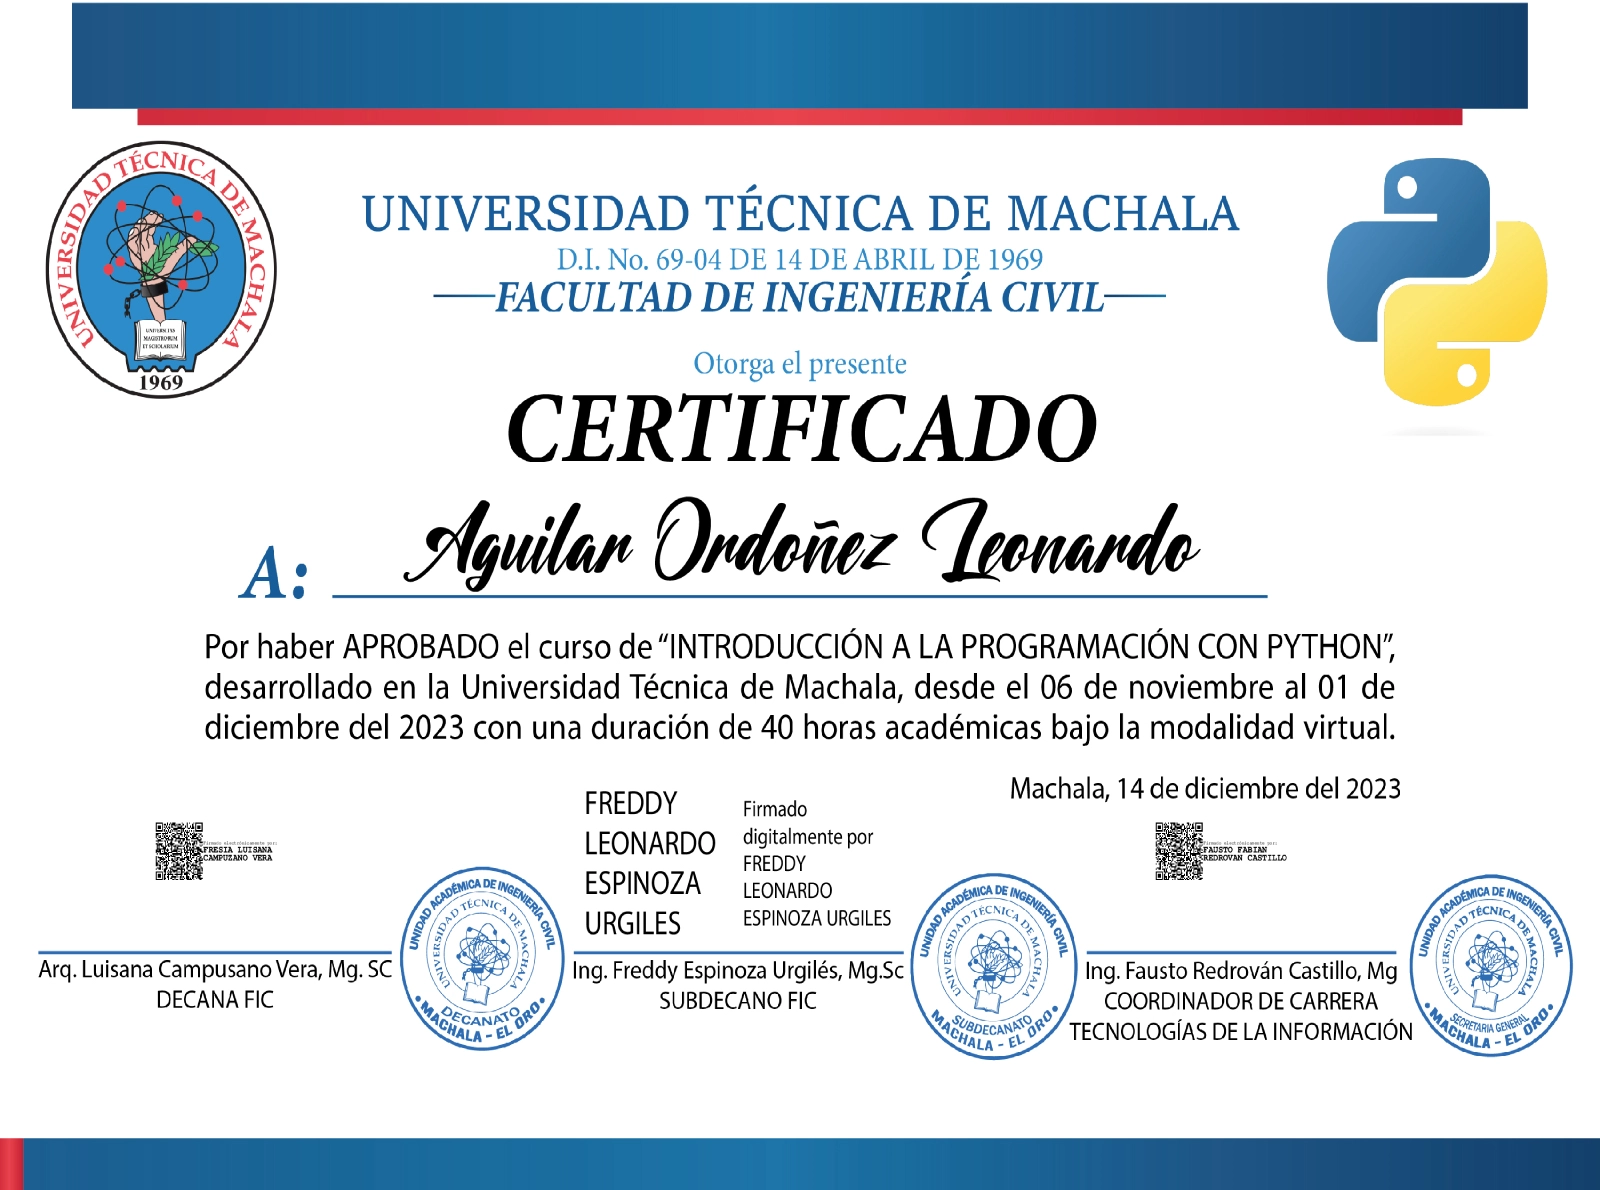 UNIVERSIDAD TÉCNICA DE MACHALA
UNIVERSITAS
MAGISTRORUM
ET SCHOLARIUM
1969
UNIVERSIDAD TÉCNICA DE MACHALA
D.I. No. 69-04 DE 14 DE ABRIL DE 1969
FACULTAD DE INGENIERÍA CIVIL
Otorga el presente
CERTIFICADO
A: Aguilar Ordoñez Leonardo
Por haber APROBADO el curso de “INTRODUCCIÓN A LA PROGRAMACIÓN CON PYTHON”,
desarrollado en la Universidad Técnica de Machala, desde el 06 de noviembre al 01 de
diciembre del 2023 con una duración de 40 horas académicas bajo la modalidad virtual.
Machala, 14 de diciembre del 2023
Firmado electrónicamente por:
FRESIA LUISANA
CAMPUZANO VERA
Arq. Luisana Campusano Vera, Mg. SC
DECANA FIC
UNIDAD ACADÉMICA DE INGENIERÍA CIVIL
UNIVERSIDAD TÉCNICA DE MACHALA
DECANATO
• MACHALA - EL ORO •
FREDDY
LEONARDO
ESPINOZA
URGILES
Firmado
digitalmente por
FREDDY
LEONARDO
ESPINOZA URGILES
Ing. Freddy Espinoza Urgilés, Mg.Sc
SUBDECANO FIC
UNIDAD ACADÉMICA DE INGENIERÍA CIVIL
UNIVERSIDAD TÉCNICA DE MACHALA
SUBDECANATO
• MACHALA - EL ORO •
Firmado electrónicamente por:
FAUSTO FABIAN
REDROVAN CASTILLO
Ing. Fausto Redrován Castillo, Mg
COORDINADOR DE CARRERA
TECNOLOGÍAS DE LA INFORMACIÓN
UNIDAD ACADÉMICA DE INGENIERÍA CIVIL
UNIVERSIDAD TÉCNICA DE MACHALA
SECRETARIA GENERAL
• MACHALA - EL ORO •